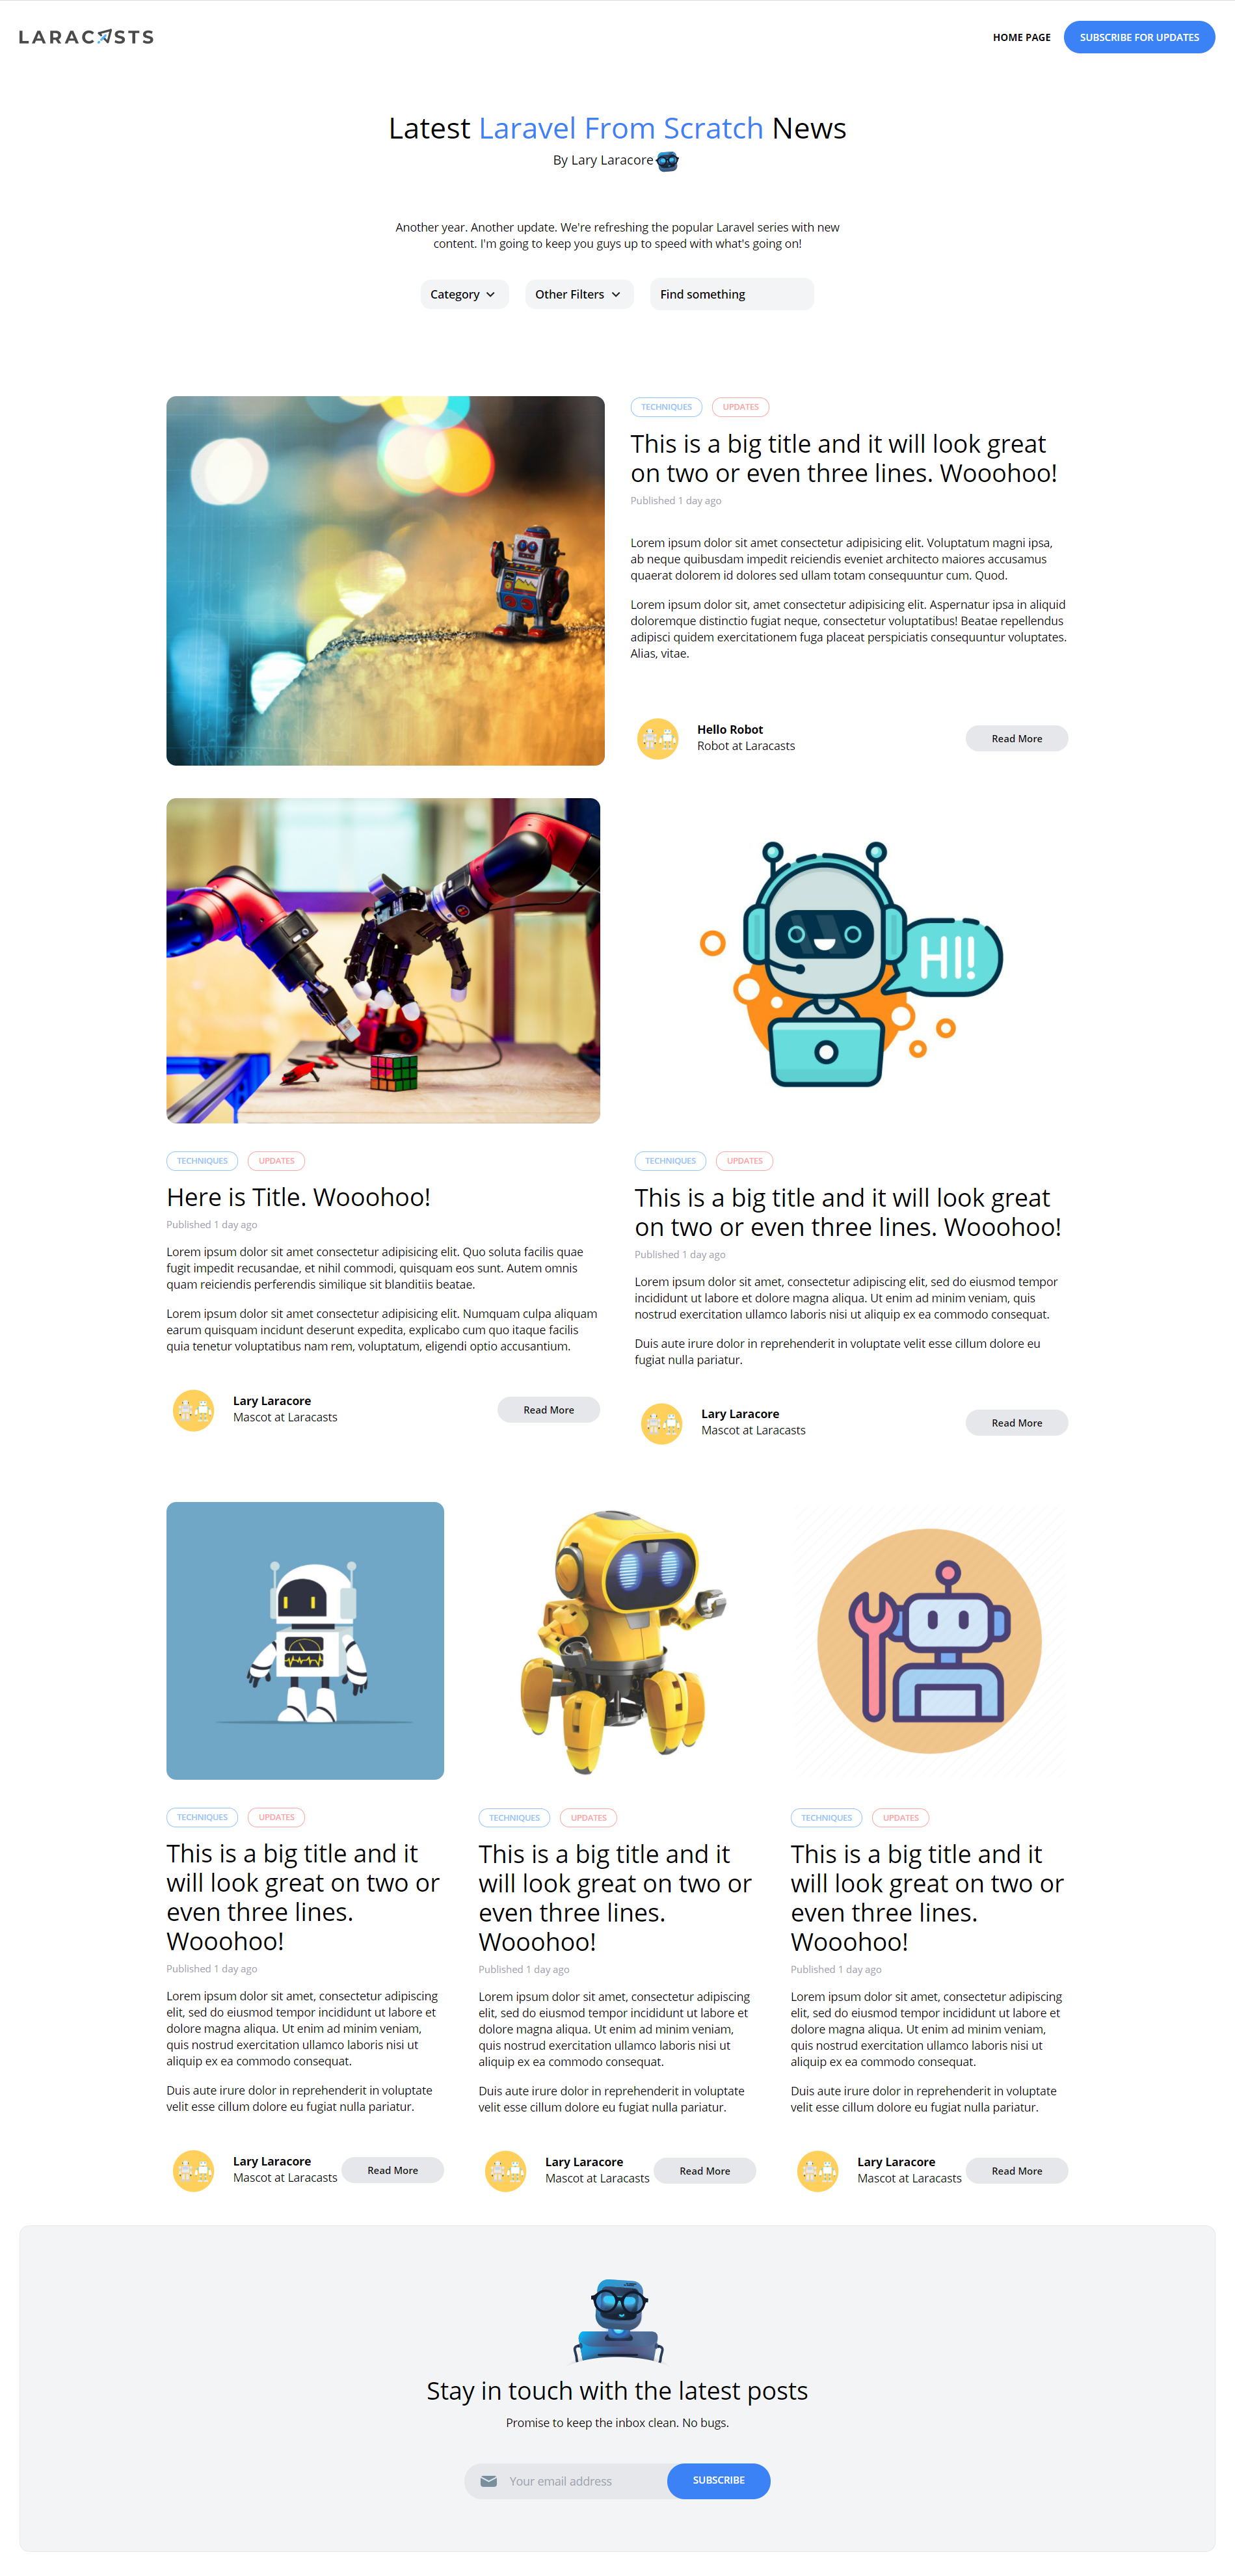 LARACASTS
HOME PAGE
SUBSCRIBE FOR UPDATES
Latest Laravel From Scratch News
By Lary Laracore
Another year. Another update. We're refreshing the popular Laravel series with new
content. I'm going to keep you guys up to speed with what's going on!
Category
Other Filters
Find something
TECHNIQUES
UPDATES
This is a big title and it will look great
on two or even three lines. Wooohoo!
Published 1 day ago
Lorem ipsum dolor sit amet consectetur adipisicing elit. Voluptatum magni ipsa,
ab neque quibusdam impedit reiciendis eveniet architecto maiores accusamus
quaerat dolorem id dolores sed ullam totam consequuntur cum. Quod.
Lorem ipsum dolor sit, amet consectetur adipisicing elit. Aspernatur ipsa in aliquid
doloremque distinctio fugiat neque, consectetur voluptatibus! Beatae repellendus
adipisci quidem exercitationem fuga placeat perspiciatis consequuntur voluptates.
Alias, vitae.
Hello Robot
Robot at Laracasts
Read More
HI!
TECHNIQUES
UPDATES
Here is Title. Wooohoo!
Published 1 day ago
Lorem ipsum dolor sit amet consectetur adipisicing elit. Quo soluta facilis quae
fugit impedit recusandae, et nihil commodi, quisquam eos sunt. Autem omnis
quam reiciendis perferendis similique sit blanditiis beatae.
Lorem ipsum dolor sit amet consectetur adipisicing elit. Numquam culpa aliquam
earum quisquam incidunt deserunt expedita, explicabo cum quo itaque facilis
quia tenetur voluptatibus nam rem, voluptatum, eligendi optio accusantium.
Lary Laracore
Mascot at Laracasts
Read More
TECHNIQUES
UPDATES
This is a big title and it will look great
on two or even three lines. Wooohoo!
Published 1 day ago
Lorem ipsum dolor sit amet, consectetur adipiscing elit, sed do eiusmod tempor
incididunt ut labore et dolore magna aliqua. Ut enim ad minim veniam, quis
nostrud exercitation ullamco laboris nisi ut aliquip ex ea commodo consequat.
Duis aute irure dolor in reprehenderit in voluptate velit esse cillum dolore eu
fugiat nulla pariatur.
Lary Laracore
Mascot at Laracasts
Read More
TECHNIQUES
UPDATES
This is a big title and it
will look great on two or
even three lines.
Wooohoo!
Published 1 day ago
Lorem ipsum dolor sit amet, consectetur adipiscing
elit, sed do eiusmod tempor incididunt ut labore et
dolore magna aliqua. Ut enim ad minim veniam,
quis nostrud exercitation ullamco laboris nisi ut
aliquip ex ea commodo consequat.
Duis aute irure dolor in reprehenderit in voluptate
velit esse cillum dolore eu fugiat nulla pariatur.
Lary Laracore
Mascot at Laracasts
Read More
TECHNIQUES
UPDATES
This is a big title and it
will look great on two or
even three lines.
Wooohoo!
Published 1 day ago
Lorem ipsum dolor sit amet, consectetur adipiscing
elit, sed do eiusmod tempor incididunt ut labore et
dolore magna aliqua. Ut enim ad minim veniam,
quis nostrud exercitation ullamco laboris nisi ut
aliquip ex ea commodo consequat.
Duis aute irure dolor in reprehenderit in voluptate
velit esse cillum dolore eu fugiat nulla pariatur.
Lary Laracore
Mascot at Laracasts
Read More
TECHNIQUES
UPDATES
This is a big title and it
will look great on two or
even three lines.
Wooohoo!
Published 1 day ago
Lorem ipsum dolor sit amet, consectetur adipiscing
elit, sed do eiusmod tempor incididunt ut labore et
dolore magna aliqua. Ut enim ad minim veniam,
quis nostrud exercitation ullamco laboris nisi ut
aliquip ex ea commodo consequat.
Duis aute irure dolor in reprehenderit in voluptate
velit esse cillum dolore eu fugiat nulla pariatur.
Lary Laracore
Mascot at Laracasts
Read More
Stay in touch with the latest posts
Promise to keep the inbox clean. No bugs.
Your email address
SUBSCRIBE